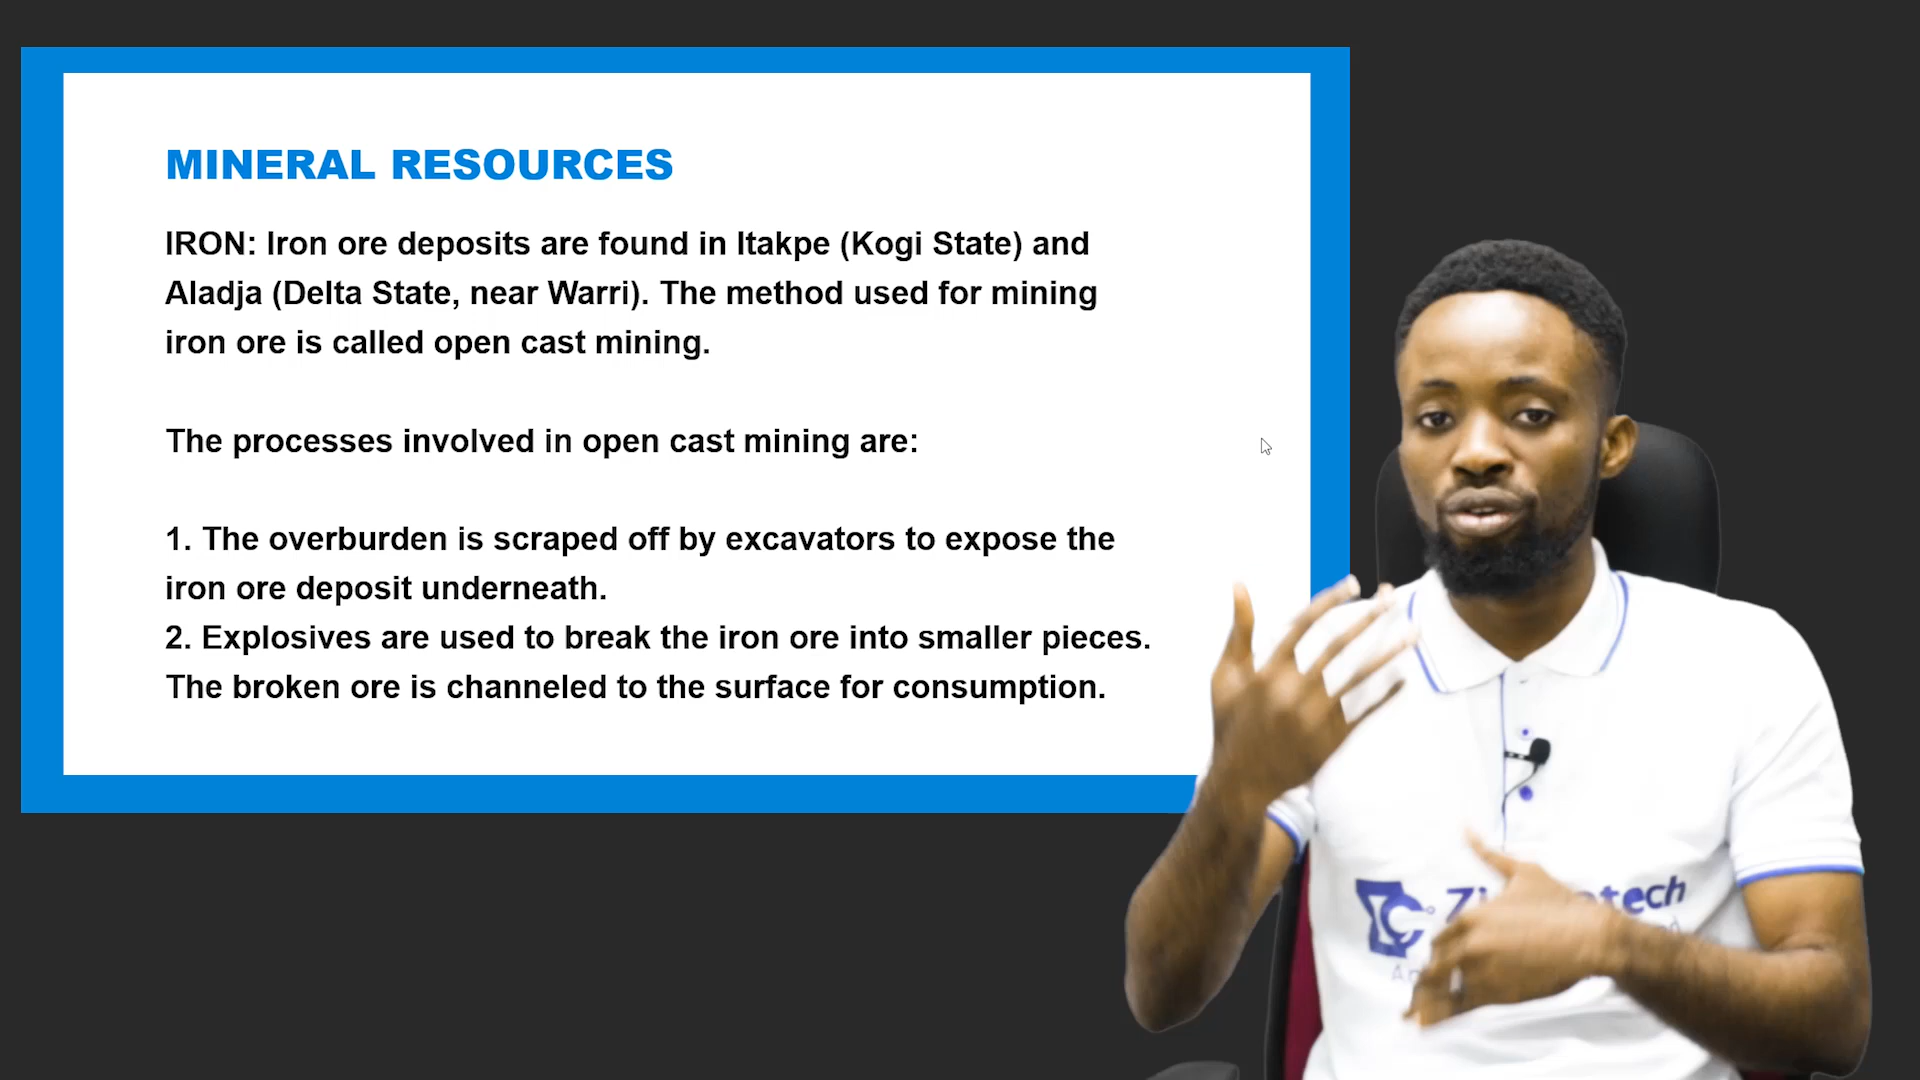 MINERAL RESOURCES
IRON: Iron ore deposits are found in Itakpe (Kogi State) and
Aladja (Delta State, near Warri). The method used for mining
iron ore is called open cast mining.
The processes involved in open cast mining are:
1. The overburden is scraped off by excavators to expose the
iron ore deposit underneath.
2. Explosives are used to break the iron ore into smaller pieces.
The broken ore is channeled to the surface for consumption.